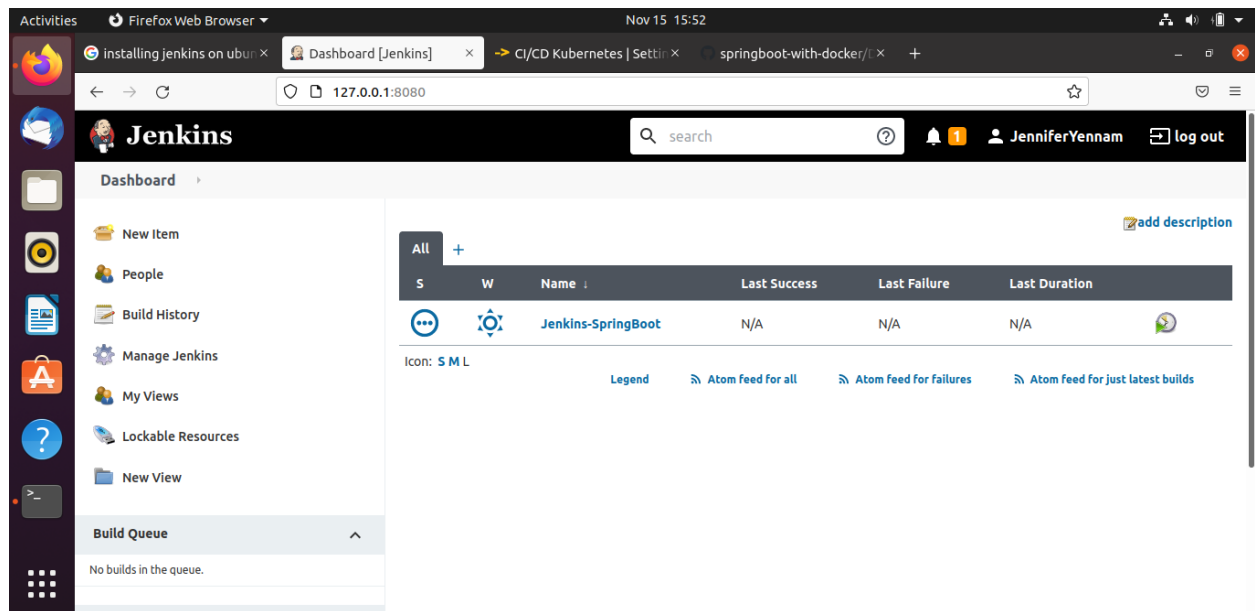 Activities Firefox Web Browser Nov 15 15:52
installing jenkins on ubun Dashboard [Jenkins] CI/CD Kubernetes | Settin springboot-with-docker/
127.0.0.1:8080
Jenkins search 1 JenniferYennam log out
Dashboard
add description
New Item
All +
People
S W Name ↓ Last Success Last Failure Last Duration
Build History
Jenkins-SpringBoot N/A N/A N/A
Manage Jenkins
Icon: S M L
Legend Atom feed for all Atom feed for failures Atom feed for just latest builds
My Views
Lockable Resources
New View
Build Queue
No builds in the queue.